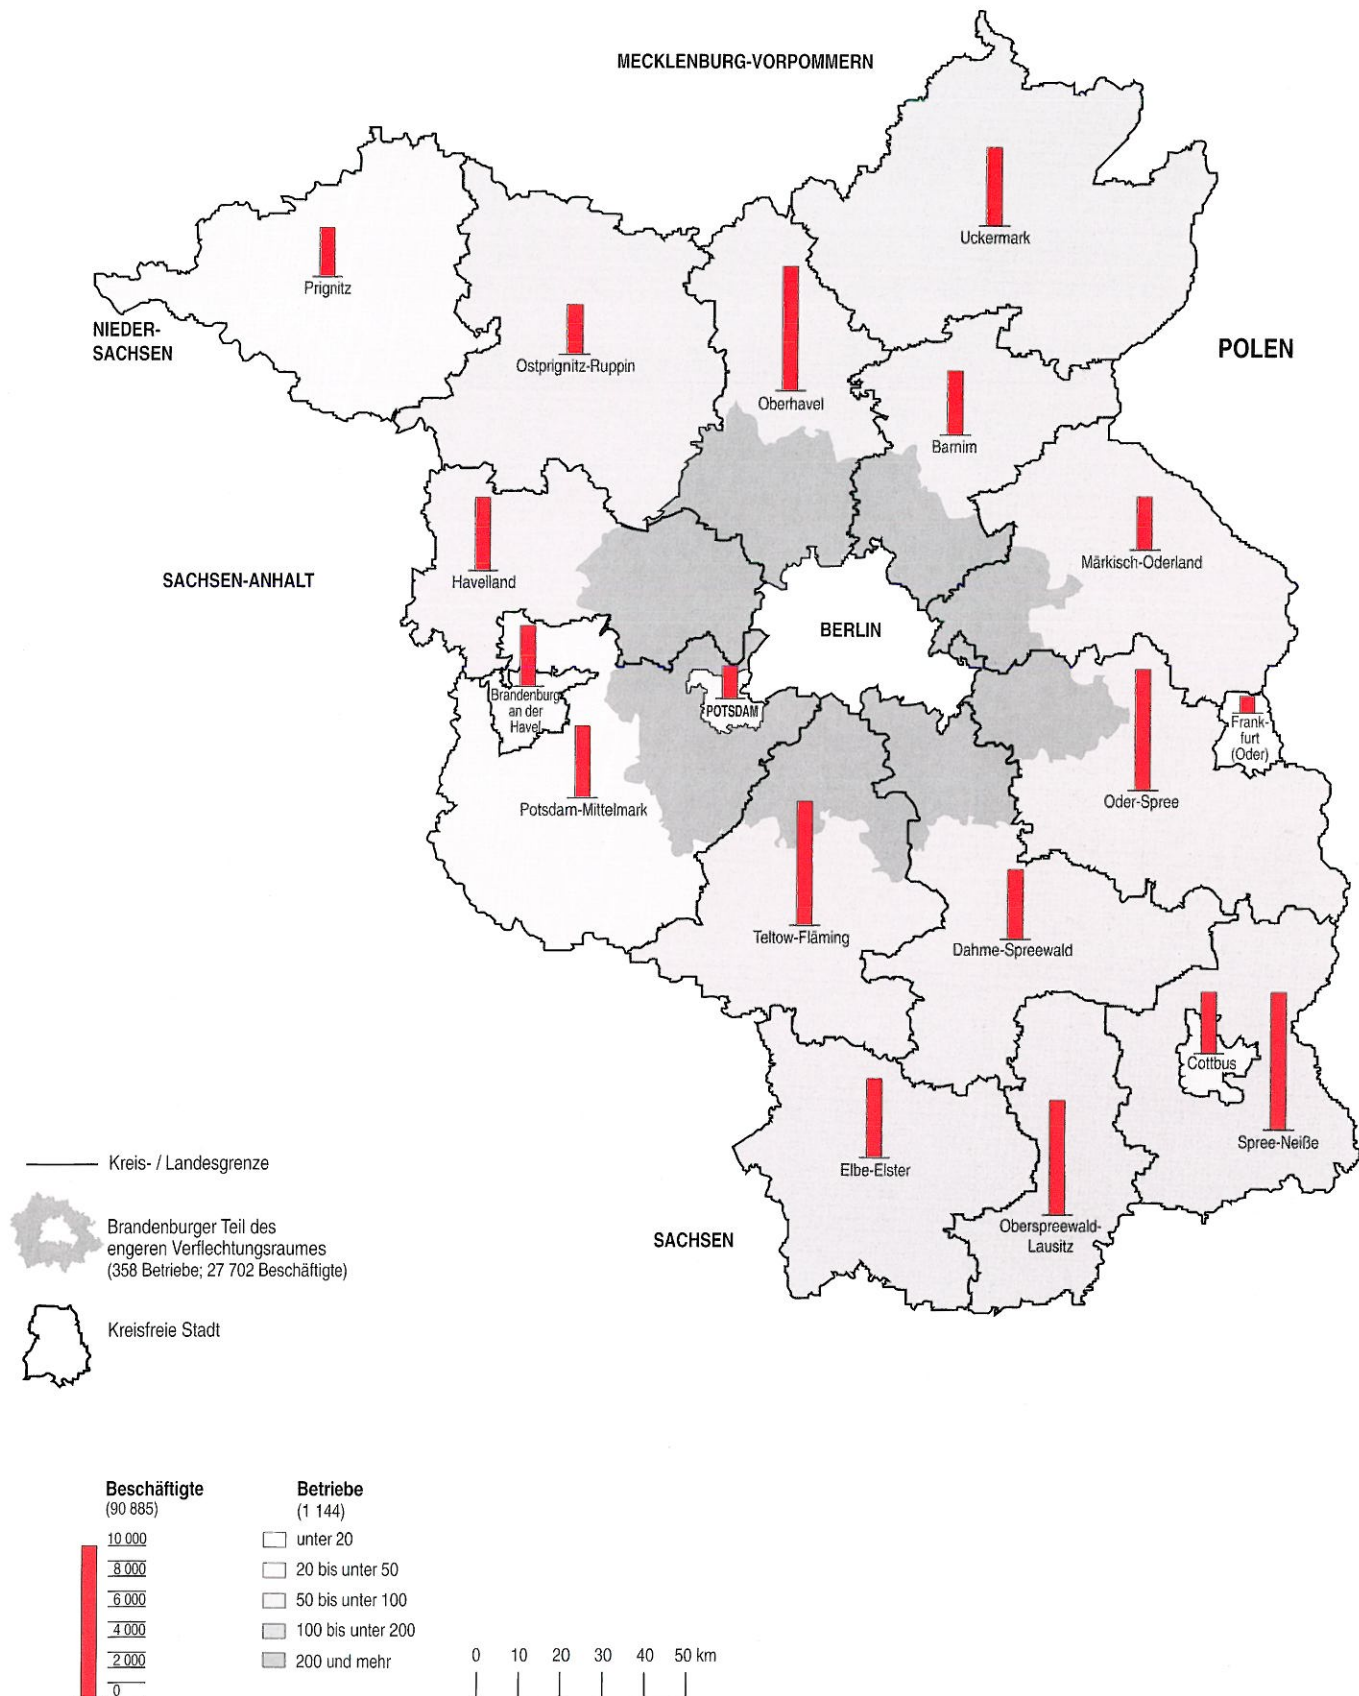 MECKLENBURG-VORPOMMERN
Uckermark
Prignitz
NIEDER-
SACHSEN
POLEN
Ostprignitz-Ruppin
Oberhavel
Barnim
Havelland
SACHSEN-ANHALT
Märkisch-Oderland
BERLIN
Brandenburg
an der
Havel
POTSDAM
Frank-
furt
(Oder)
Potsdam-Mittelmark
Oder-Spree
Teltow-Fläming
Dahme-Spreewald
Cottbus
Spree-Neiße
Elbe-Elster
Oberspreewald-
Lausitz
SACHSEN
Kreis- / Landesgrenze
Brandenburger Teil des
engeren Verflechtungsraumes
(358 Betriebe; 27 702 Beschäftigte)
Kreisfreie Stadt
Beschäftigte
(90 885)
10 000
8 000
6 000
4 000
2 000
0
Betriebe
(1 144)
unter 20
20 bis unter 50
50 bis unter 100
100 bis unter 200
200 und mehr
0 10 20 30 40 50 km